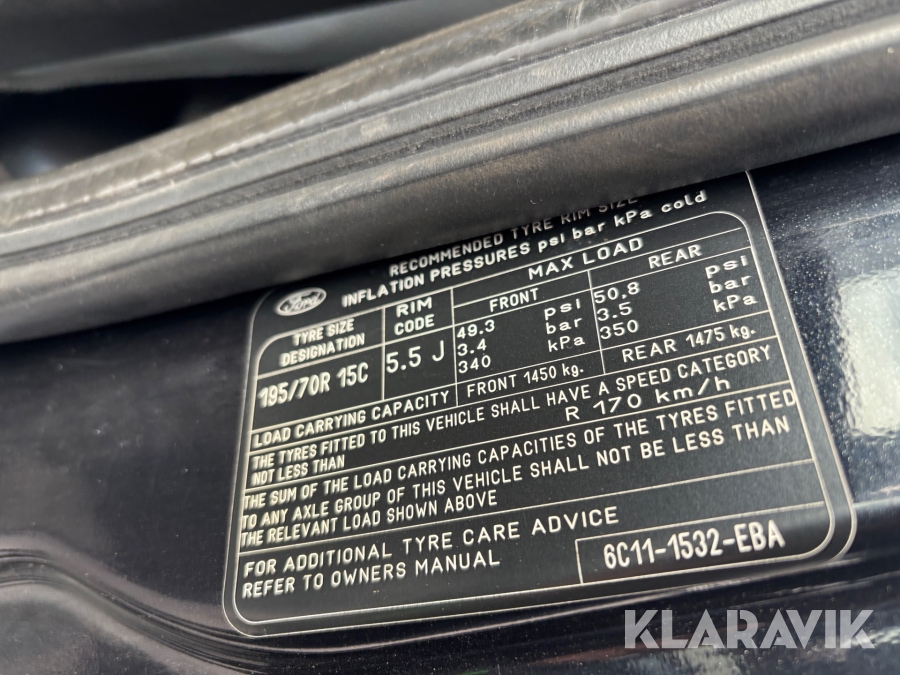 RECOMMENDED TYRE RIM SIZE
INFLATION PRESSURES psi bar kPa cold
Ford
TYRE SIZE DESIGNATION
RIM CODE
MAX LOAD
FRONT
REAR
195/70R 15C
5.5 J
49.3 psi 50,8 psi
3.4 bar 3.5 bar
340 kPa 350 kPa
LOAD CARRYING CAPACITY FRONT 1450 kg. REAR 1475 kg.
THE TYRES FITTED TO THIS VEHICLE SHALL HAVE A SPEED CATEGORY
NOT LESS THAN R 170 km/h
THE SUM OF THE LOAD CARRYING CAPACITIES OF THE TYRES FITTED
TO ANY AXLE GROUP OF THIS VEHICLE SHALL NOT BE LESS THAN
THE RELEVANT LOAD SHOWN ABOVE
FOR ADDITIONAL TYRE CARE ADVICE
REFER TO OWNERS MANUAL
6C11-1532-EBA
KLARAVIK